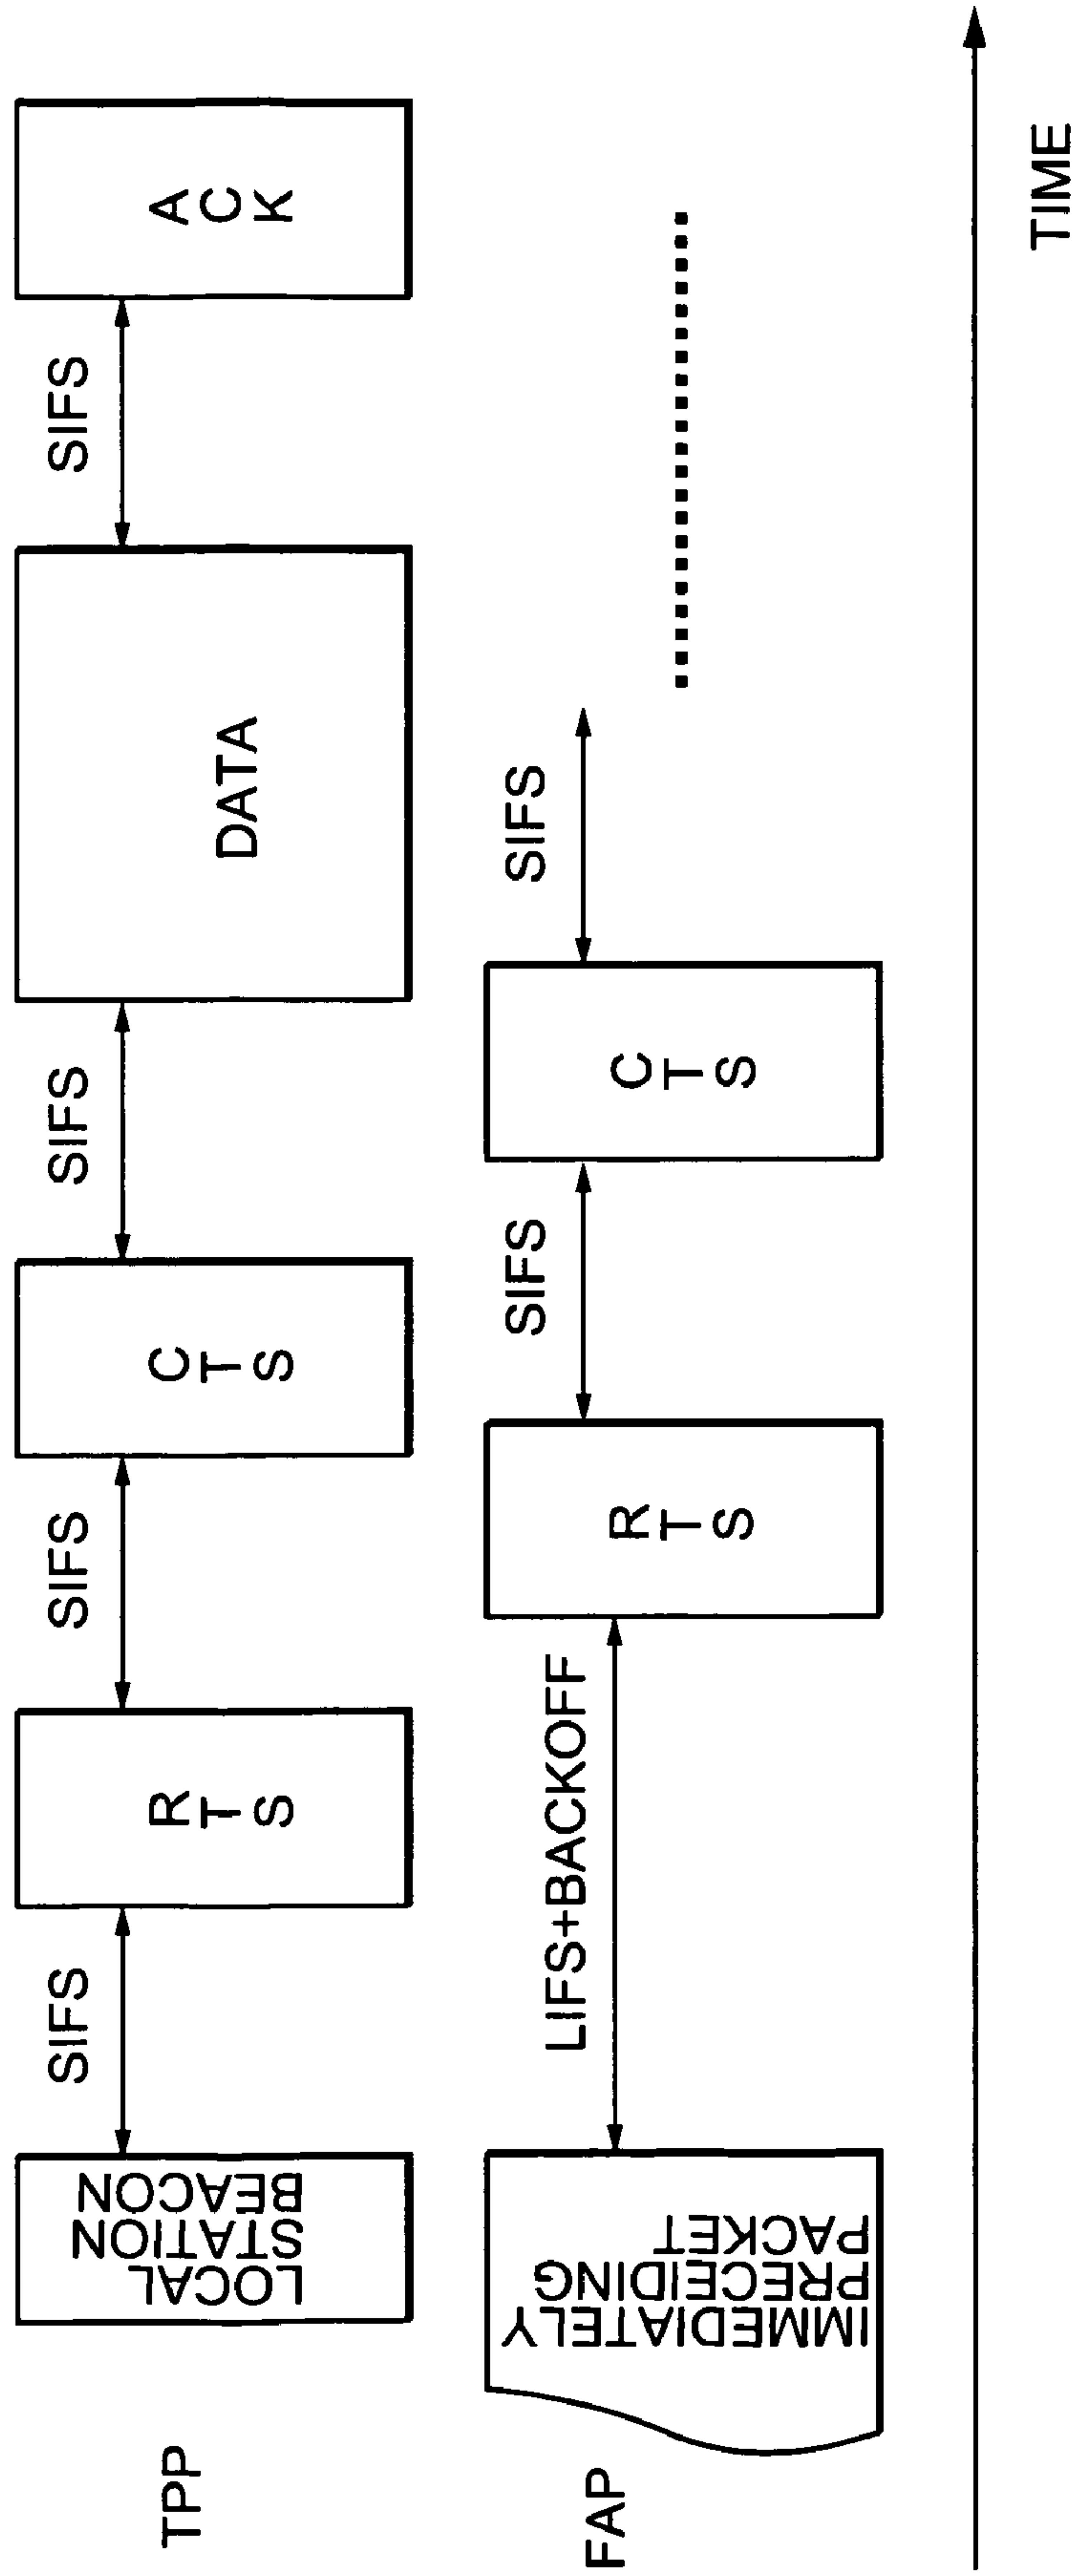 TPP
LOCAL
STATION
BEACON
SIFS
RTS
SIFS
CTS
SIFS
DATA
SIFS
ACK
FAP
IMMEDIATELY
PRECEIDING
PACKET
LIFS+BACKOFF
RTS
SIFS
CTS
SIFS
TIME